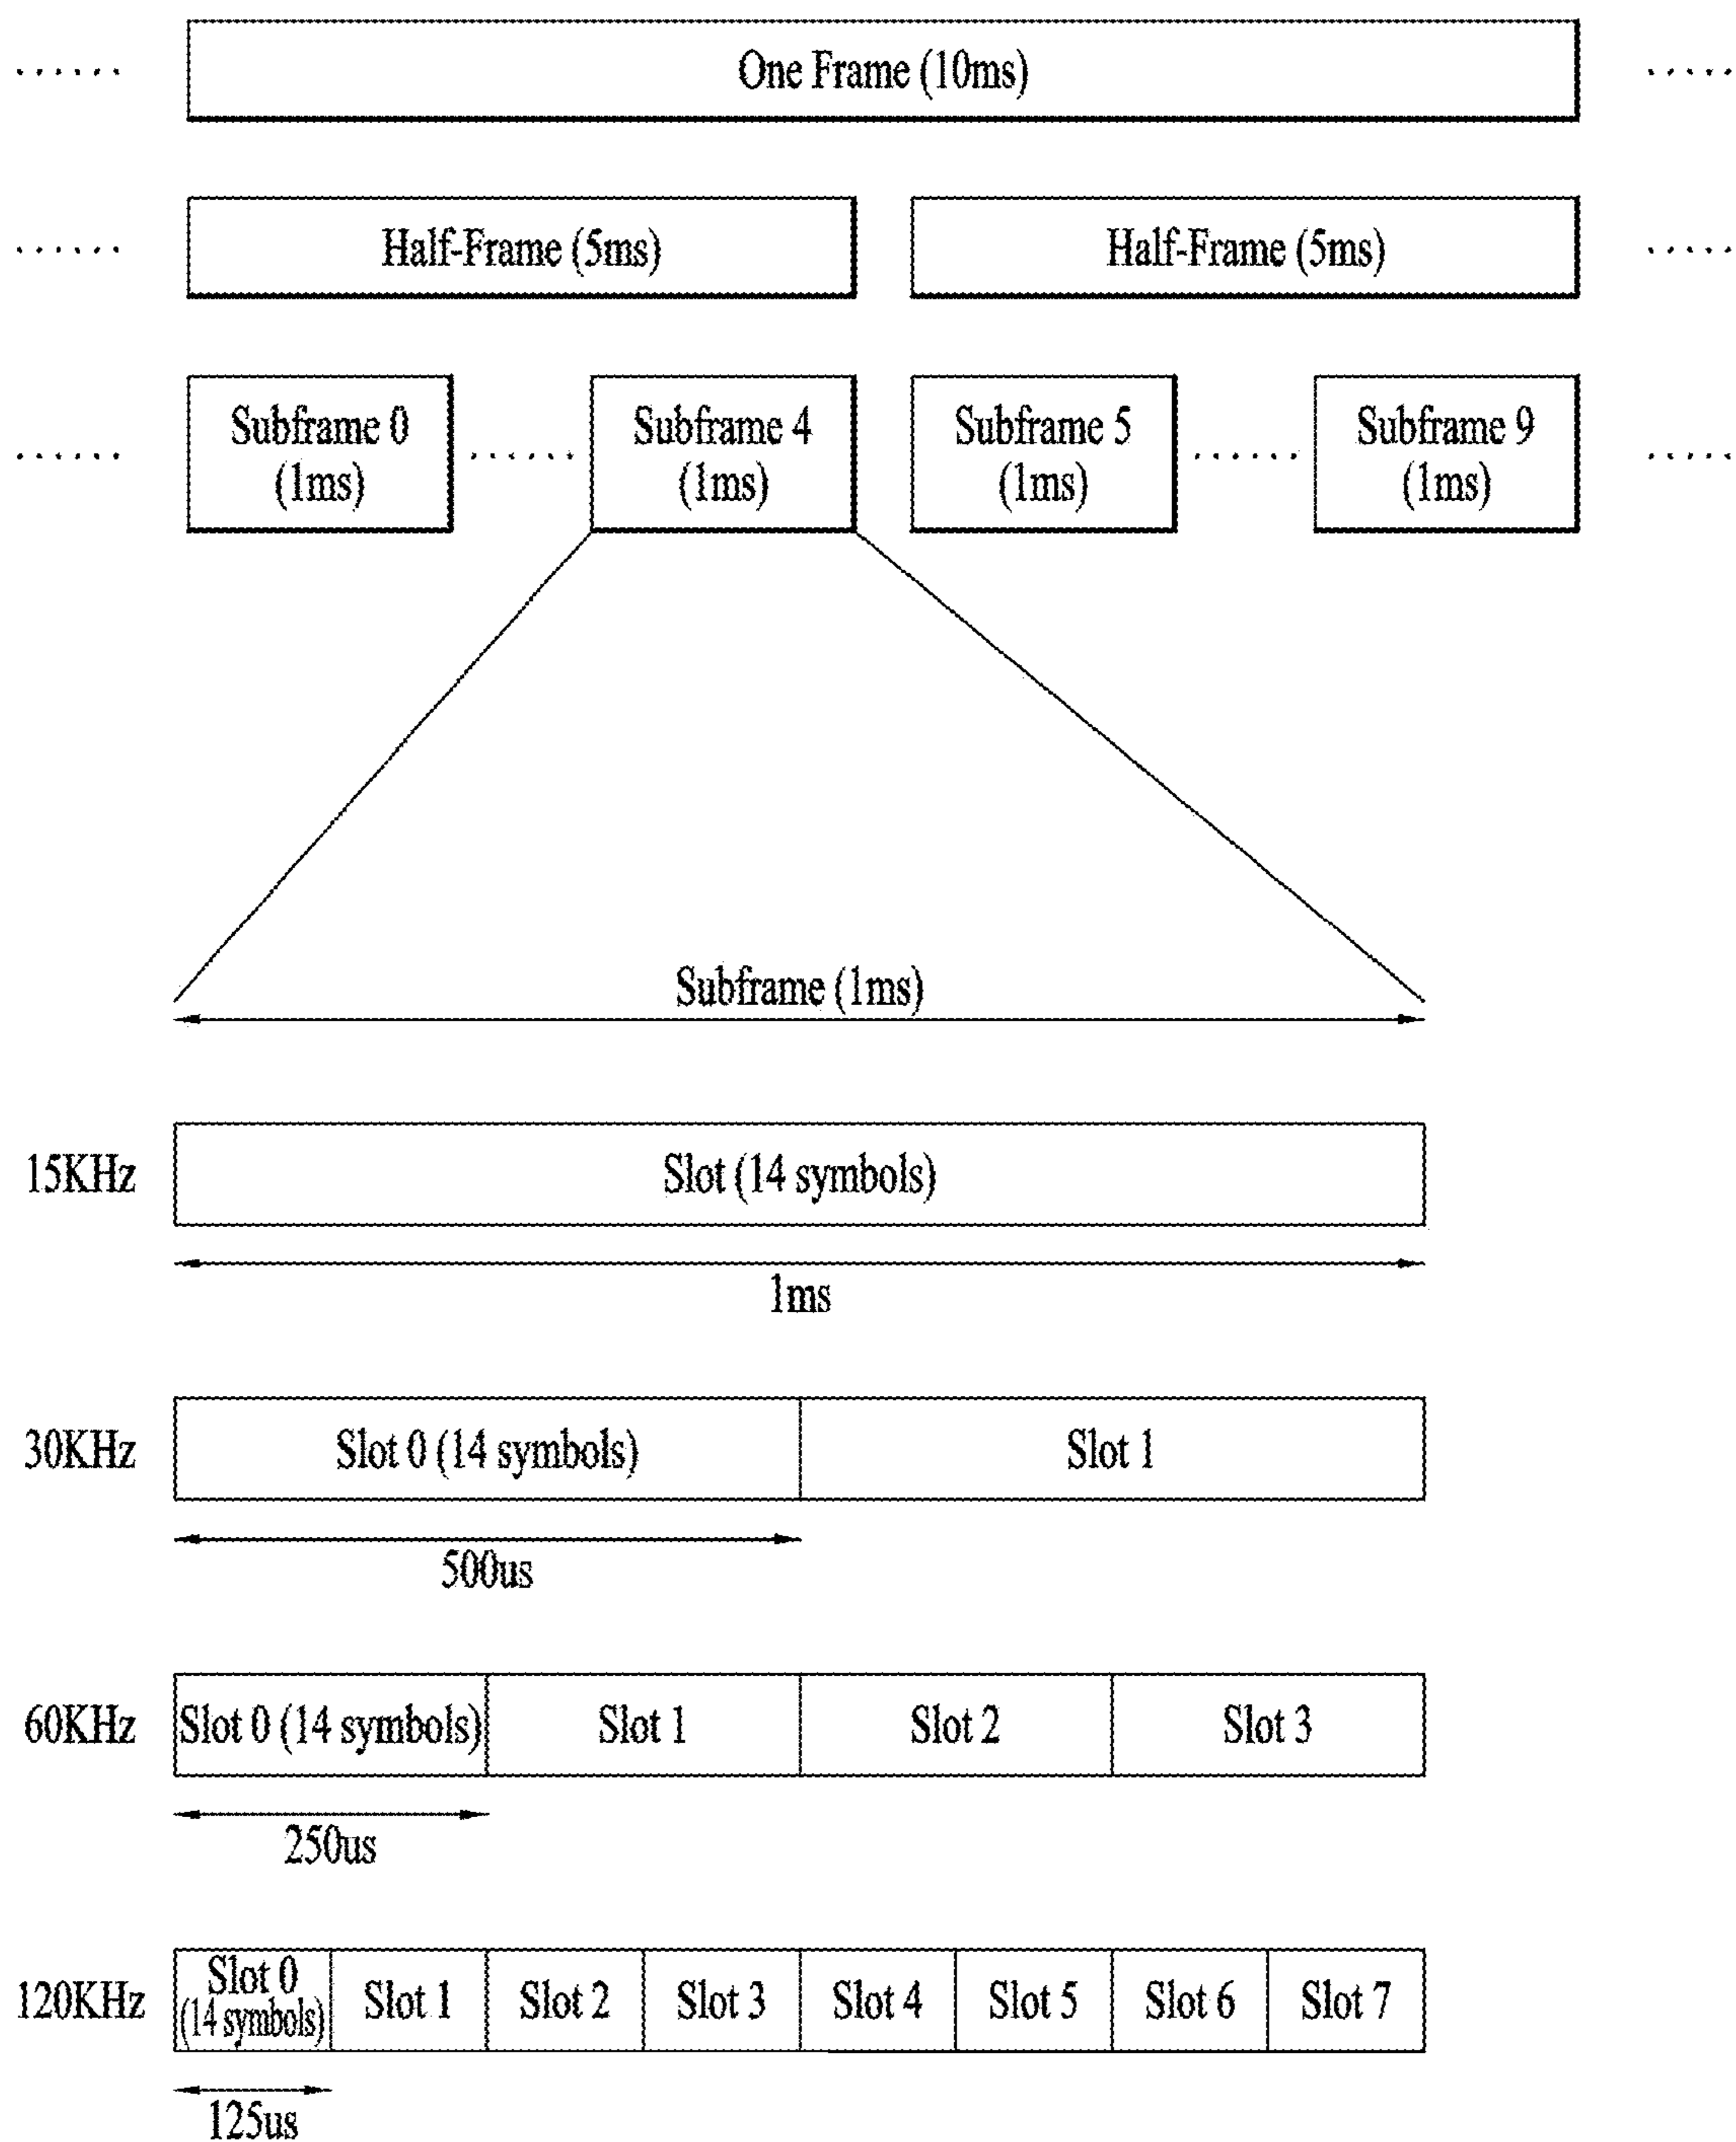 One Frame (10ms)
Half-Frame (5ms)
Half-Frame (5ms)
Subframe 0
(1ms)
Subframe 4
(1ms)
Subframe 5
(1ms)
Subframe 9
(1ms)
Subframe (1ms)
15KHz
Slot (14 symbols)
1ms
30KHz
Slot 0 (14 symbols)
Slot 1
500us
60KHz
Slot 0 (14 symbols)
Slot 1
Slot 2
Slot 3
250us
120KHz
Slot 0
(14 symbols)
Slot 1
Slot 2
Slot 3
Slot 4
Slot 5
Slot 6
Slot 7
125us